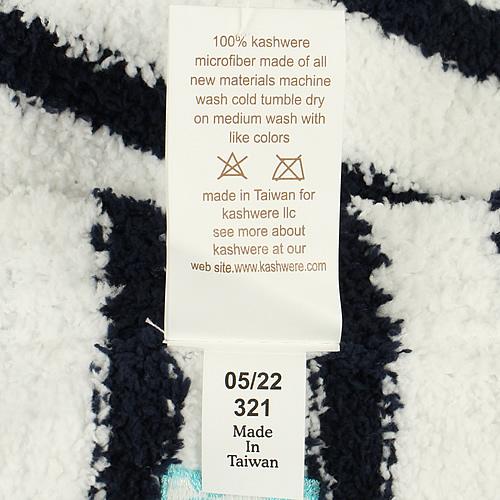 100% kashwere
microfiber made of all
new materials machine
wash cold tumble dry
on medium wash with
like colors
made in Taiwan for
kashwere llc
see more about
kashwere at our
web site.www.kashwere.com
05/22
321
Made
In
Taiwan